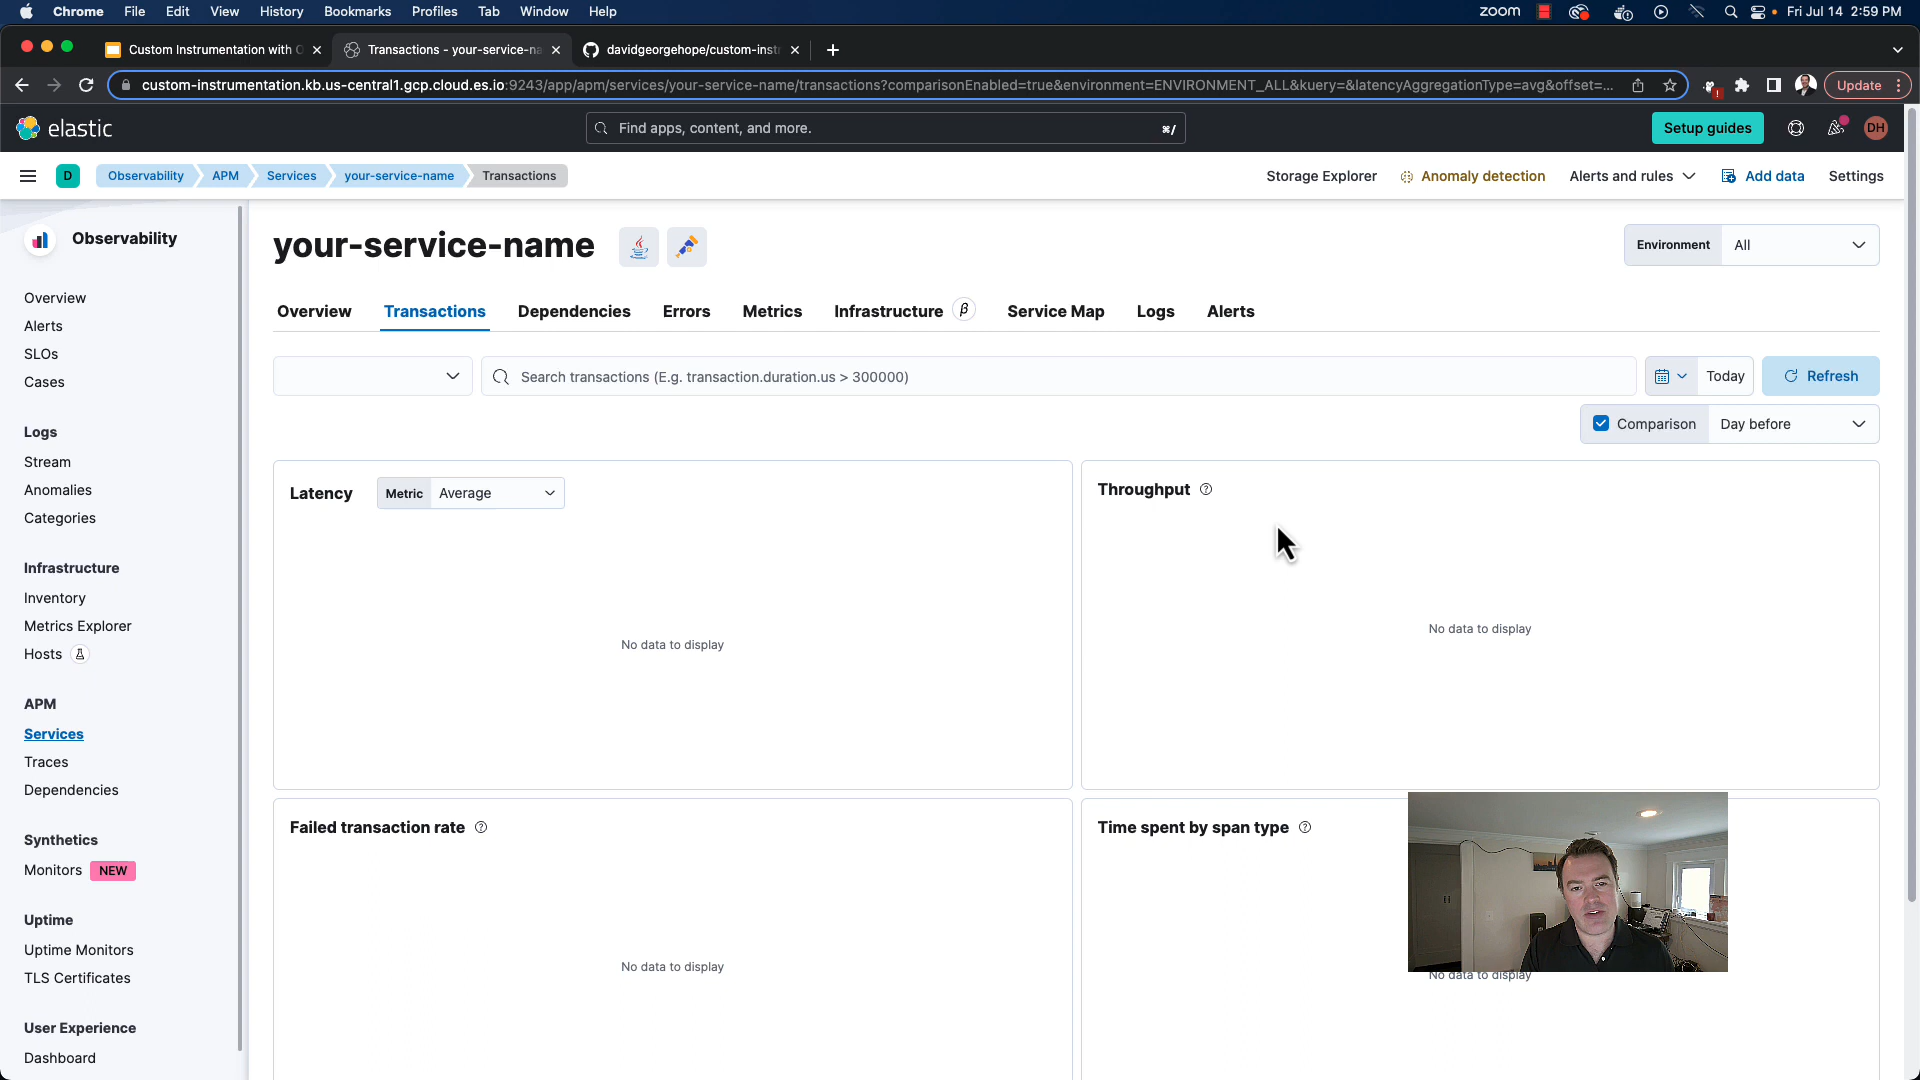 Chrome File Edit View History Bookmarks Profiles Tab Window Help zoom Fri Jul 14 2:59 PM
Custom Instrumentation with O Transactions - your-service-na davidgeorgehope/custom-inst
custom-instrumentation.kb.us-central1.gcp.cloud.es.io:9243/app/apm/services/your-service-name/transactions?comparisonEnabled=true&environment=ENVIRONMENT_ALL&kuery=&latencyAggregationType=avg&offset=... Update
elastic Find apps, content, and more. ⌘/ Setup guides DH
D Observability APM Services your-service-name Transactions Storage Explorer Anomaly detection Alerts and rules Add data Settings
Observability
Overview
Alerts
SLOs
Cases
Logs
Stream
Anomalies
Categories
Infrastructure
Inventory
Metrics Explorer
Hosts
APM
Services
Traces
Dependencies
Synthetics
Monitors NEW
Uptime
Uptime Monitors
TLS Certificates
User Experience
Dashboard
your-service-name Environment All
Overview Transactions Dependencies Errors Metrics Infrastructure β Service Map Logs Alerts
Search transactions (E.g. transaction.duration.us > 300000) Today Refresh
Comparison Day before
Latency Metric Average
No data to display
Throughput
No data to display
Failed transaction rate
No data to display
Time spent by span type
No data to display